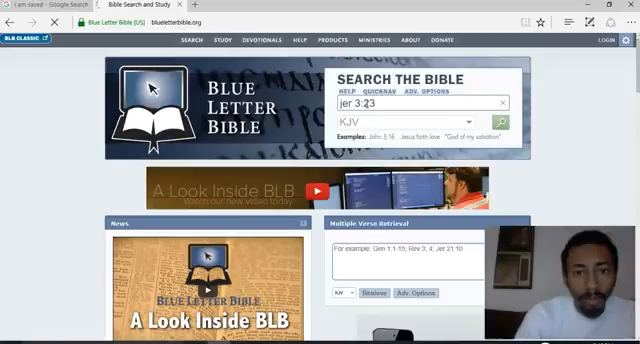 I am saved - Google Search
Bible Search and Study
Blue Letter Bible [US]
blueletterbible.org
BLB CLASSIC
SEARCH STUDY DEVOTIONALS HELP PRODUCTS MINISTRIES ABOUT DONATE
LOGIN
BLUE
LETTER
BIBLE
SEARCH THE BIBLE
HELP QUICKNAV ADV. OPTIONS
jer 3:23
KJV
Examples: John 3:16 Jesus faith love "God of my salvation"
A Look Inside BLB
Watch our new video today
News
BLUE LETTER BIBLE
A Look Inside BLB
Multiple Verse Retrieval
For example: Gen 1:1-15; Rev 3; 4, Jer 21:10
KJV Retrieve Adv. Options